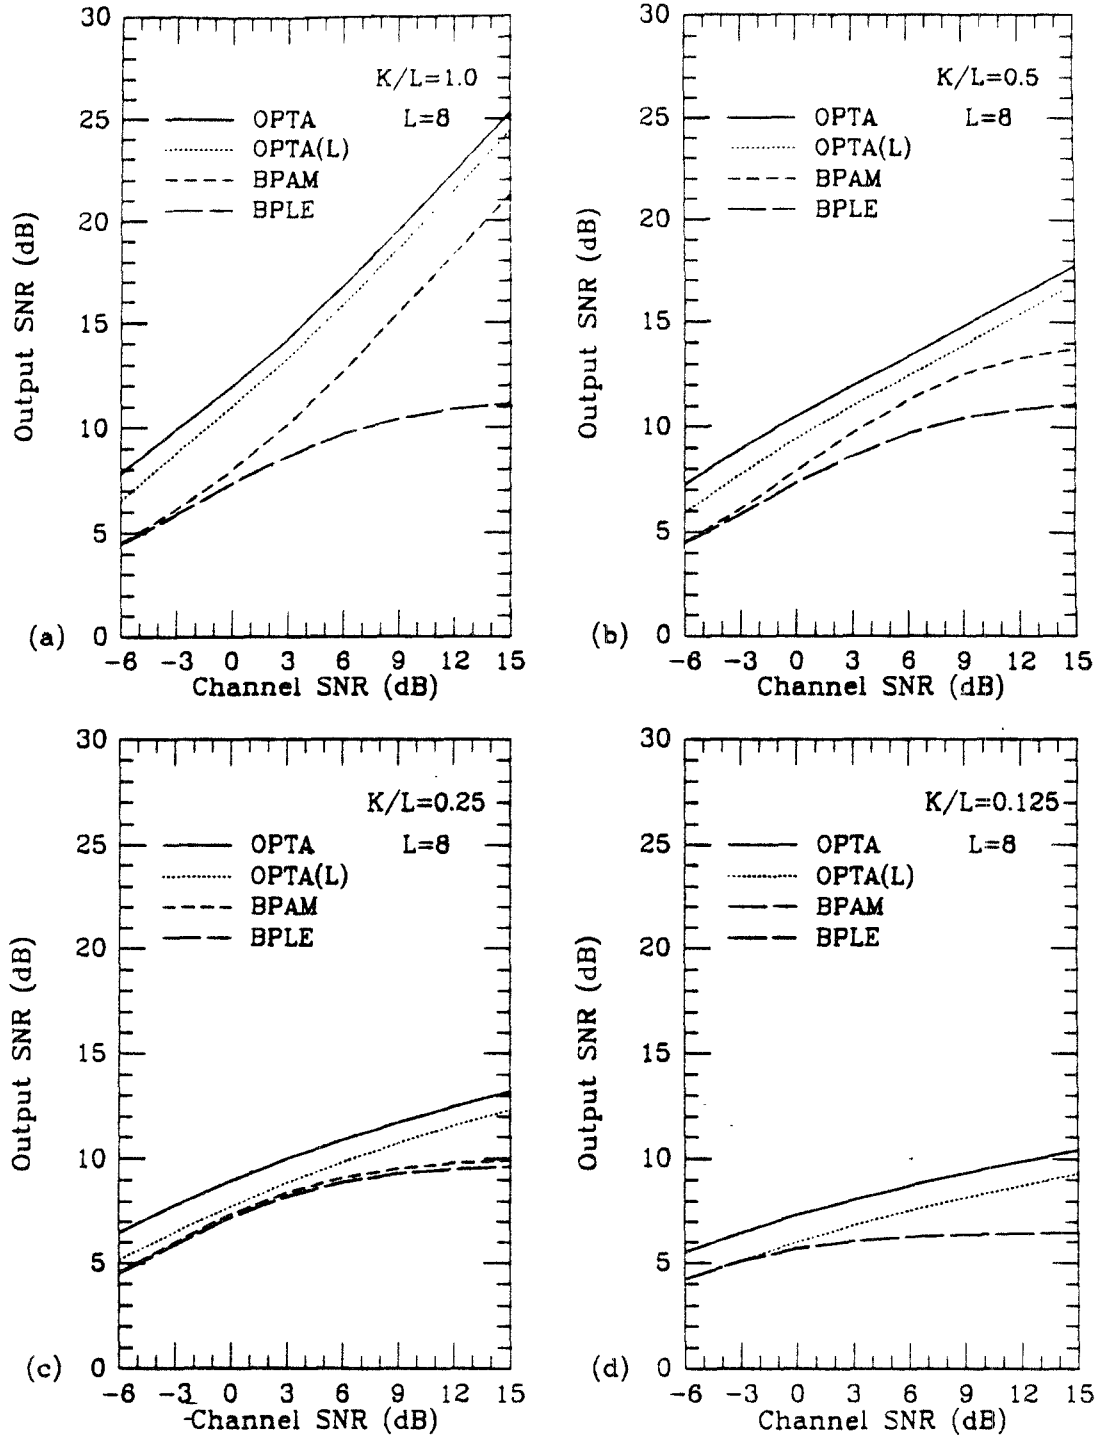 30
25
20
15
10
5
0
Output SNR (dB)
K/L=1.0
L=8
OPTA
OPTA(L)
BPAM
BPLE
(a)
-6 -3 0 3 6 9 12 15
Channel SNR (dB)
30
25
20
15
10
5
0
Output SNR (dB)
K/L=0.5
L=8
OPTA
OPTA(L)
BPAM
BPLE
(b)
-6 -3 0 3 6 9 12 15
Channel SNR (dB)
30
25
20
15
10
5
0
Output SNR (dB)
K/L=0.25
L=8
OPTA
OPTA(L)
BPAM
BPLE
(c)
-6 -3 0 3 6 9 12 15
Channel SNR (dB)
30
25
20
15
10
5
0
Output SNR (dB)
K/L=0.125
L=8
OPTA
OPTA(L)
BPAM
BPLE
(d)
-6 -3 0 3 6 9 12 15
Channel SNR (dB)